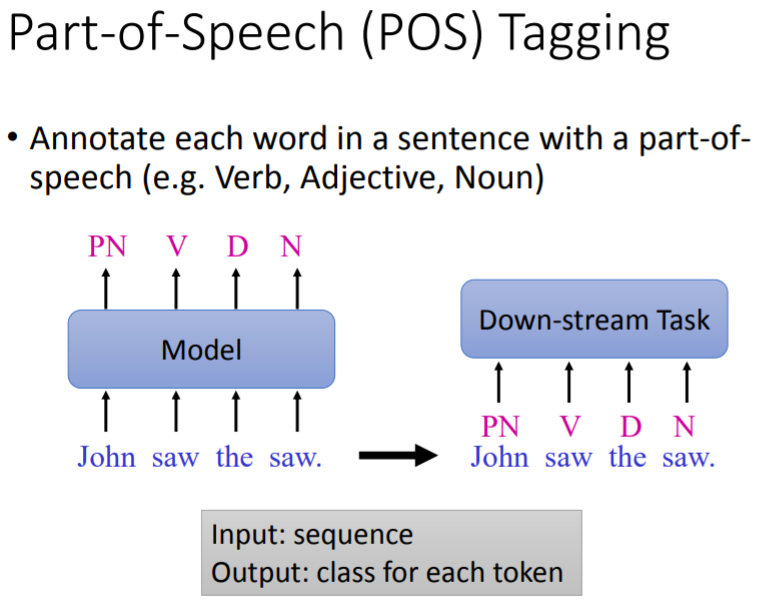 Part-of-Speech (POS) Tagging
• Annotate each word in a sentence with a part-of-
speech (e.g. Verb, Adjective, Noun)
PN V D N
Model
John saw the saw.
Down-stream Task
PN V D N
John saw the saw.
Input: sequence
Output: class for each token